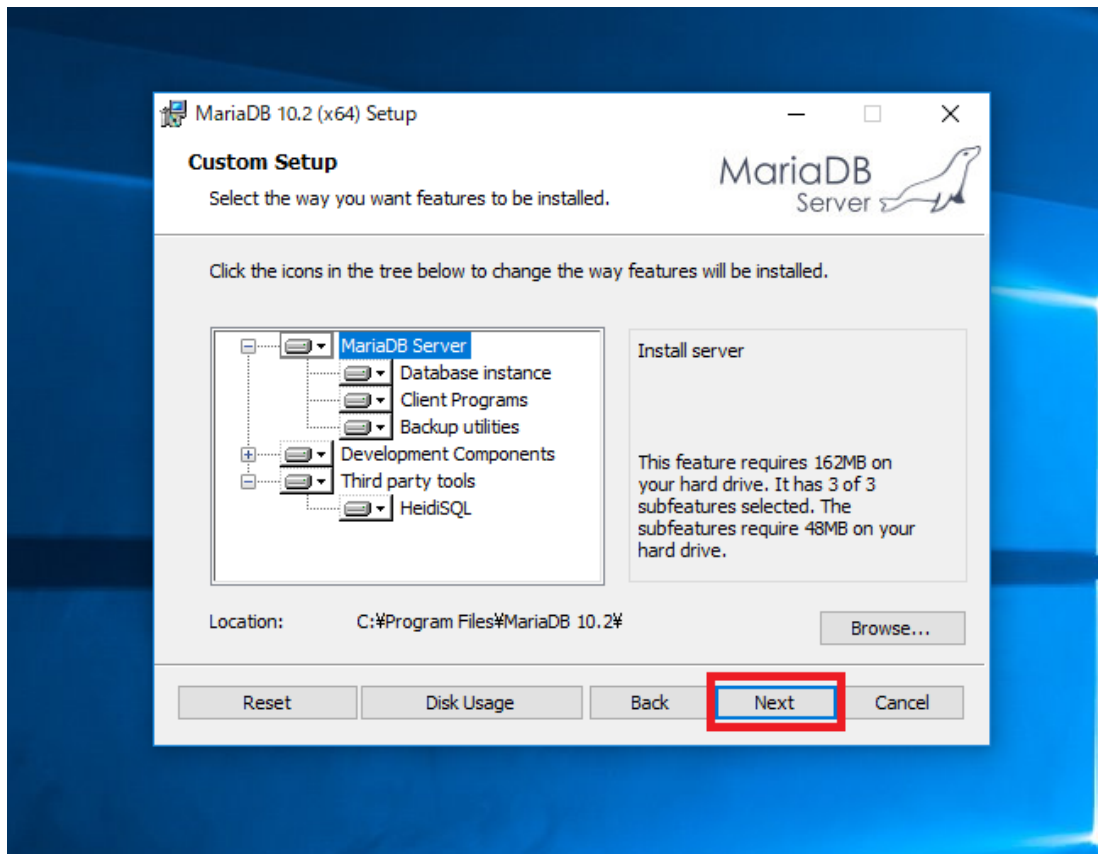 MariaDB 10.2 (x64) Setup
Custom Setup
Select the way you want features to be installed.
MariaDB
Server
Click the icons in the tree below to change the way features will be installed.
MariaDB Server
Database instance
Client Programs
Backup utilities
Development Components
Third party tools
HeidiSQL
Install server
This feature requires 162MB on
your hard drive. It has 3 of 3
subfeatures selected. The
subfeatures require 48MB on your
hard drive.
Location: C:¥Program Files¥MariaDB 10.2¥
Browse...
Reset Disk Usage Back Next Cancel